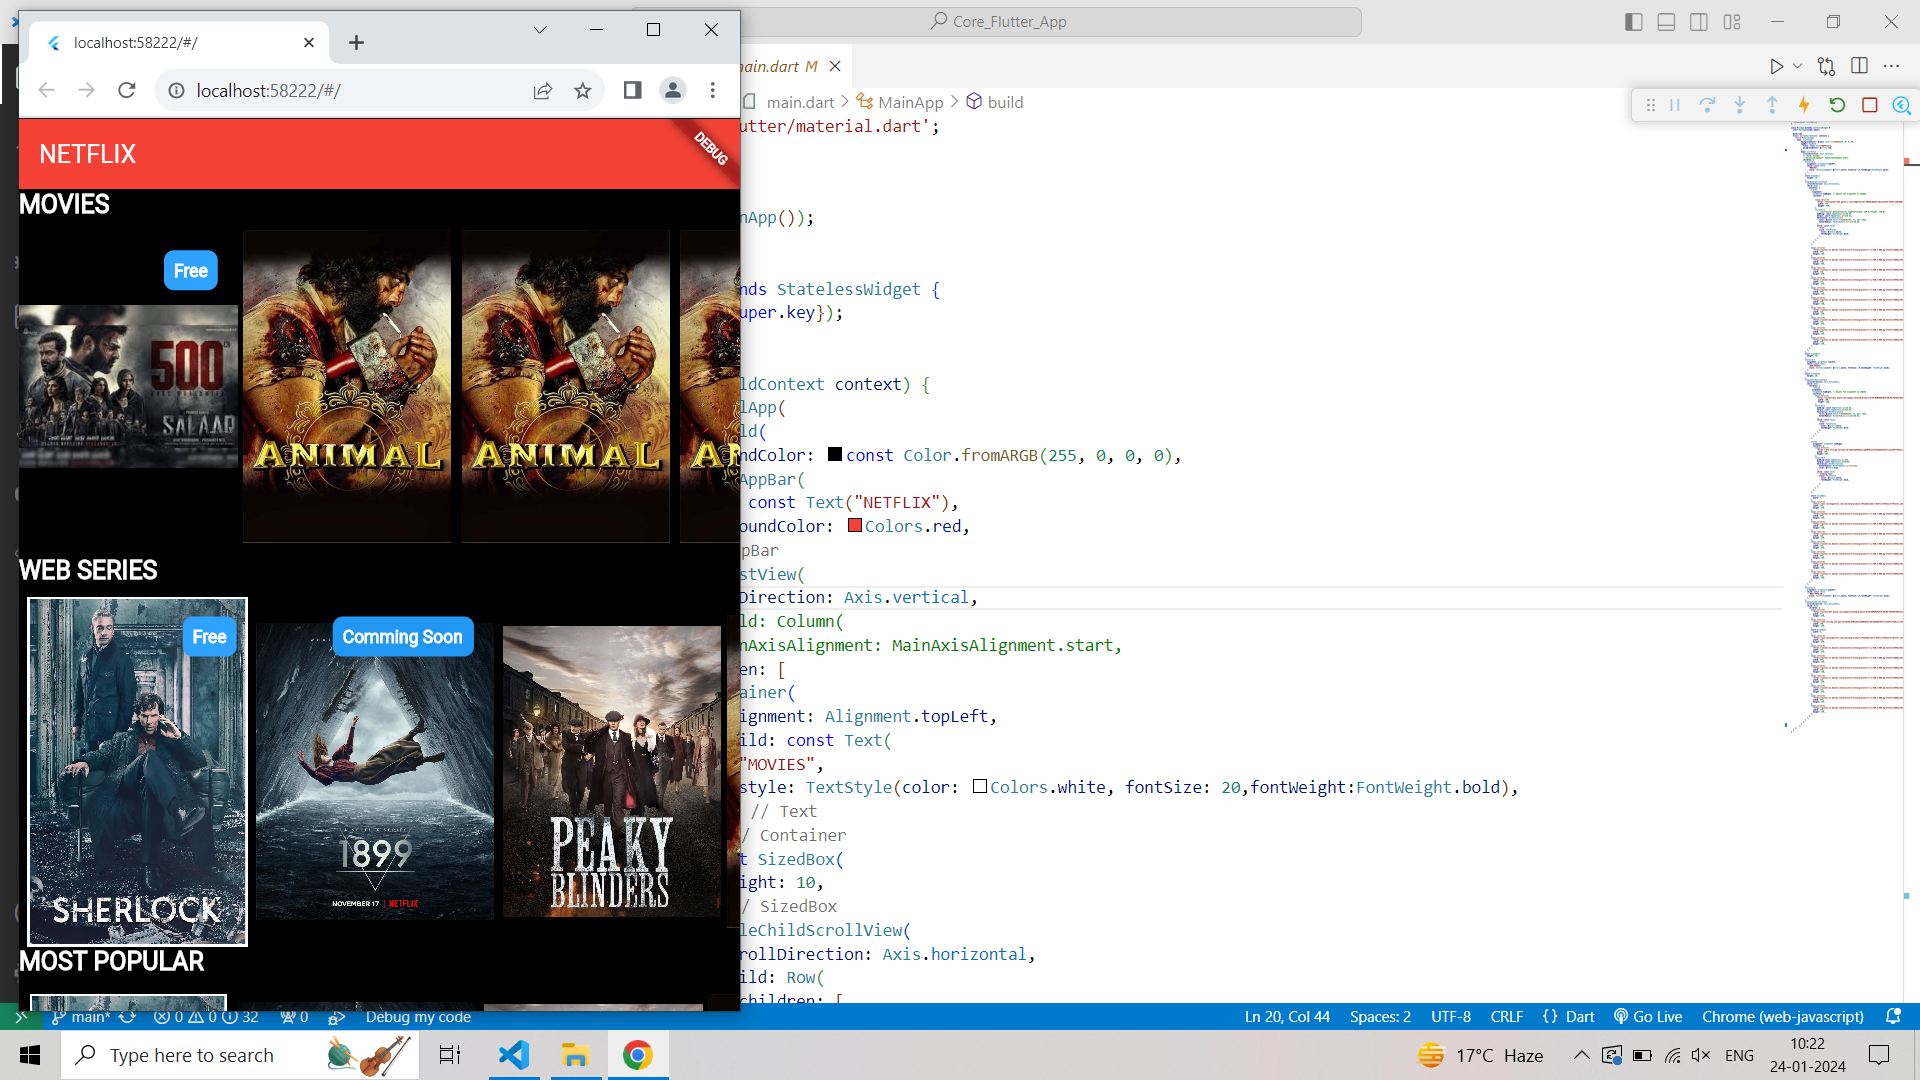 localhost:58222/#/
Core_Flutter_App
localhost:58222/#/
main.dart M
main.dart MainApp build
NETFLIX
DEBUG
MOVIES
Free
500
SALAAR
ANIMAL
ANIMAL
WEB SERIES
Free
SHERLOCK
Comming Soon
1899
NOVEMBER 17 | NETFLIX
PEAKY
BLINDERS
MOST POPULAR
utter/material.dart';
nApp());
nds StatelessWidget {
uper.key});
ldContext context) {
lApp(
ld(
ndColor: const Color.fromARGB(255, 0, 0, 0),
AppBar(
const Text("NETFLIX"),
oundColor: Colors.red,
pBar
stView(
Direction: Axis.vertical,
ld: Column(
nAxisAlignment: MainAxisAlignment.start,
en: [
ainer(
ignment: Alignment.topLeft,
ild: const Text(
"MOVIES",
style: TextStyle(color: Colors.white, fontSize: 20,fontWeight:FontWeight.bold),
// Text
/ Container
t SizedBox(
ight: 10,
/ SizedBox
leChildScrollView(
rollDirection: Axis.horizontal,
ild: Row(
children: [
main* 0 0 32 0 Debug my code
Ln 20, Col 44 Spaces: 2 UTF-8 CRLF {} Dart Go Live Chrome (web-javascript)
Type here to search
17°C Haze
ENG
10:22
24-01-2024